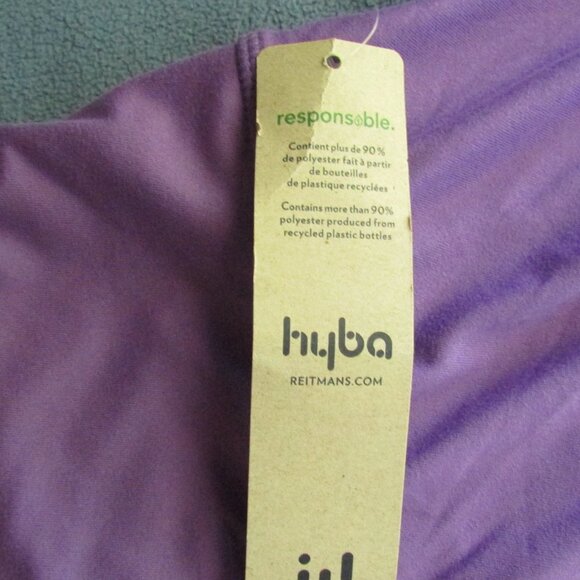 responsable.
Contient plus de 90 %
de polyester fait à partir
de bouteilles
de plastique recyclées
Contains more than 90%
polyester produced from
recycled plastic bottles
hyba
REITMANS.COM